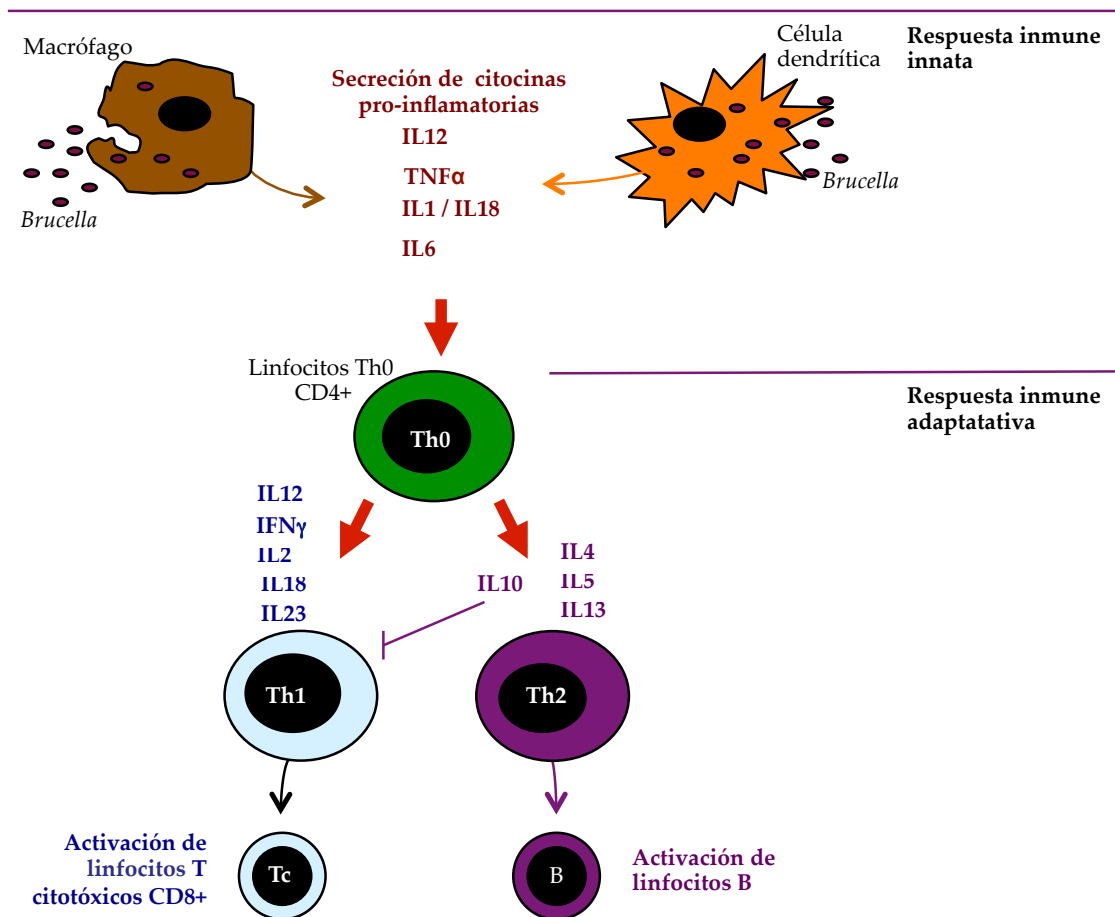 Macrófago
Brucella
Secreción de citocinas
pro-inflamatorias
IL12
TNFα
IL1 / IL18
IL6
Célula
dendrítica
Brucella
Respuesta inmune
innata
Linfocitos Th0
CD4+
Th0
Respuesta inmune
adaptatativa
IL12
IFNγ
IL2
IL18
IL23
IL10
IL4
IL5
IL13
Th1
Th2
Activación de
linfocitos T
citotóxicos CD8+
Tc
B
Activación de
linfocitos B